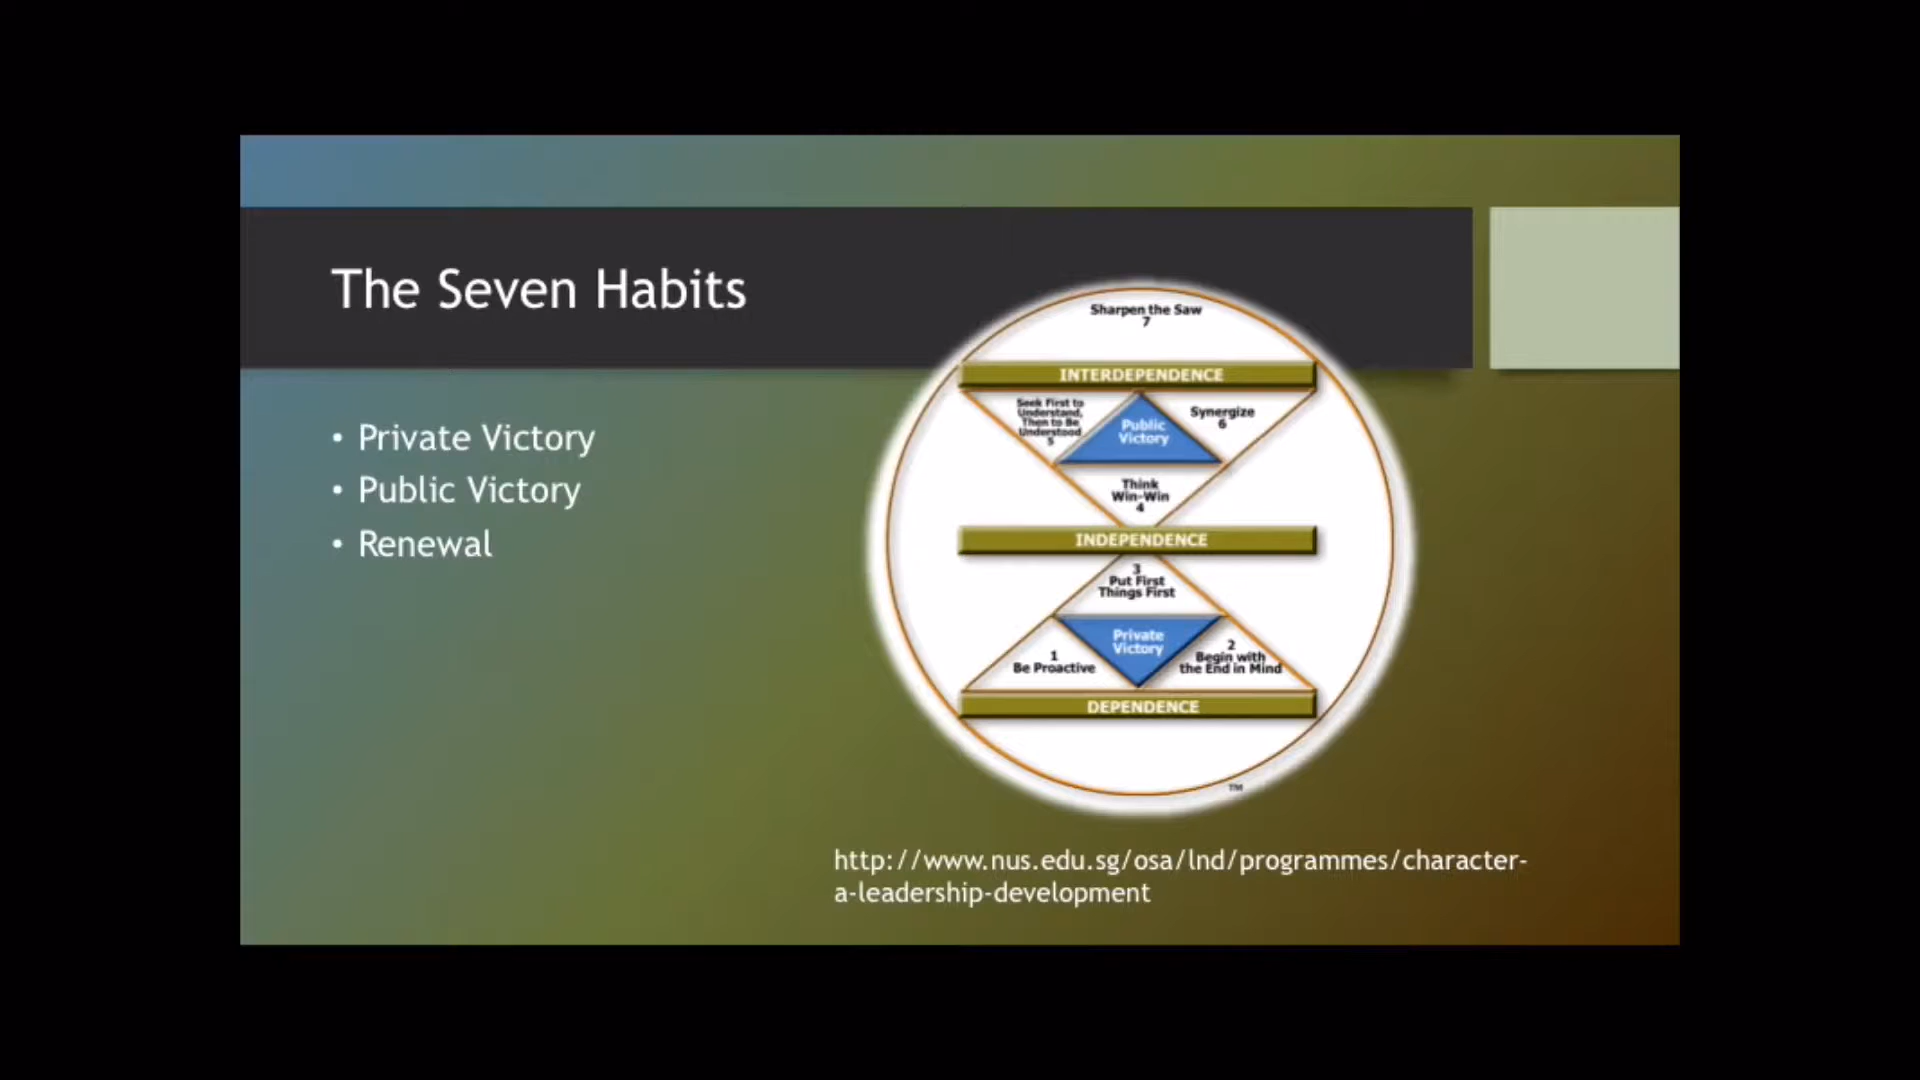 The Seven Habits
• Private Victory
• Public Victory
• Renewal
Sharpen the Saw
7
INTERDEPENDENCE
Seek First to
Understand,
Then to Be
Understood
5
Public
Victory
Synergize
6
Think
Win-Win
4
INDEPENDENCE
3
Put First
Things First
Private
Victory
1
Be Proactive
2
Begin with
the End in Mind
DEPENDENCE
TM
http://www.nus.edu.sg/osa/lnd/programmes/character-
a-leadership-development